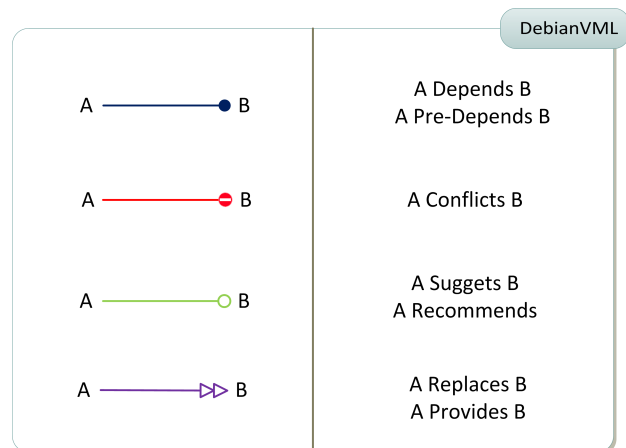 DebianVML
A B
A Depends B
A Pre-Depends B
A B
A Conflicts B
A B
A Suggets B
A Recommends
A B
A Replaces B
A Provides B